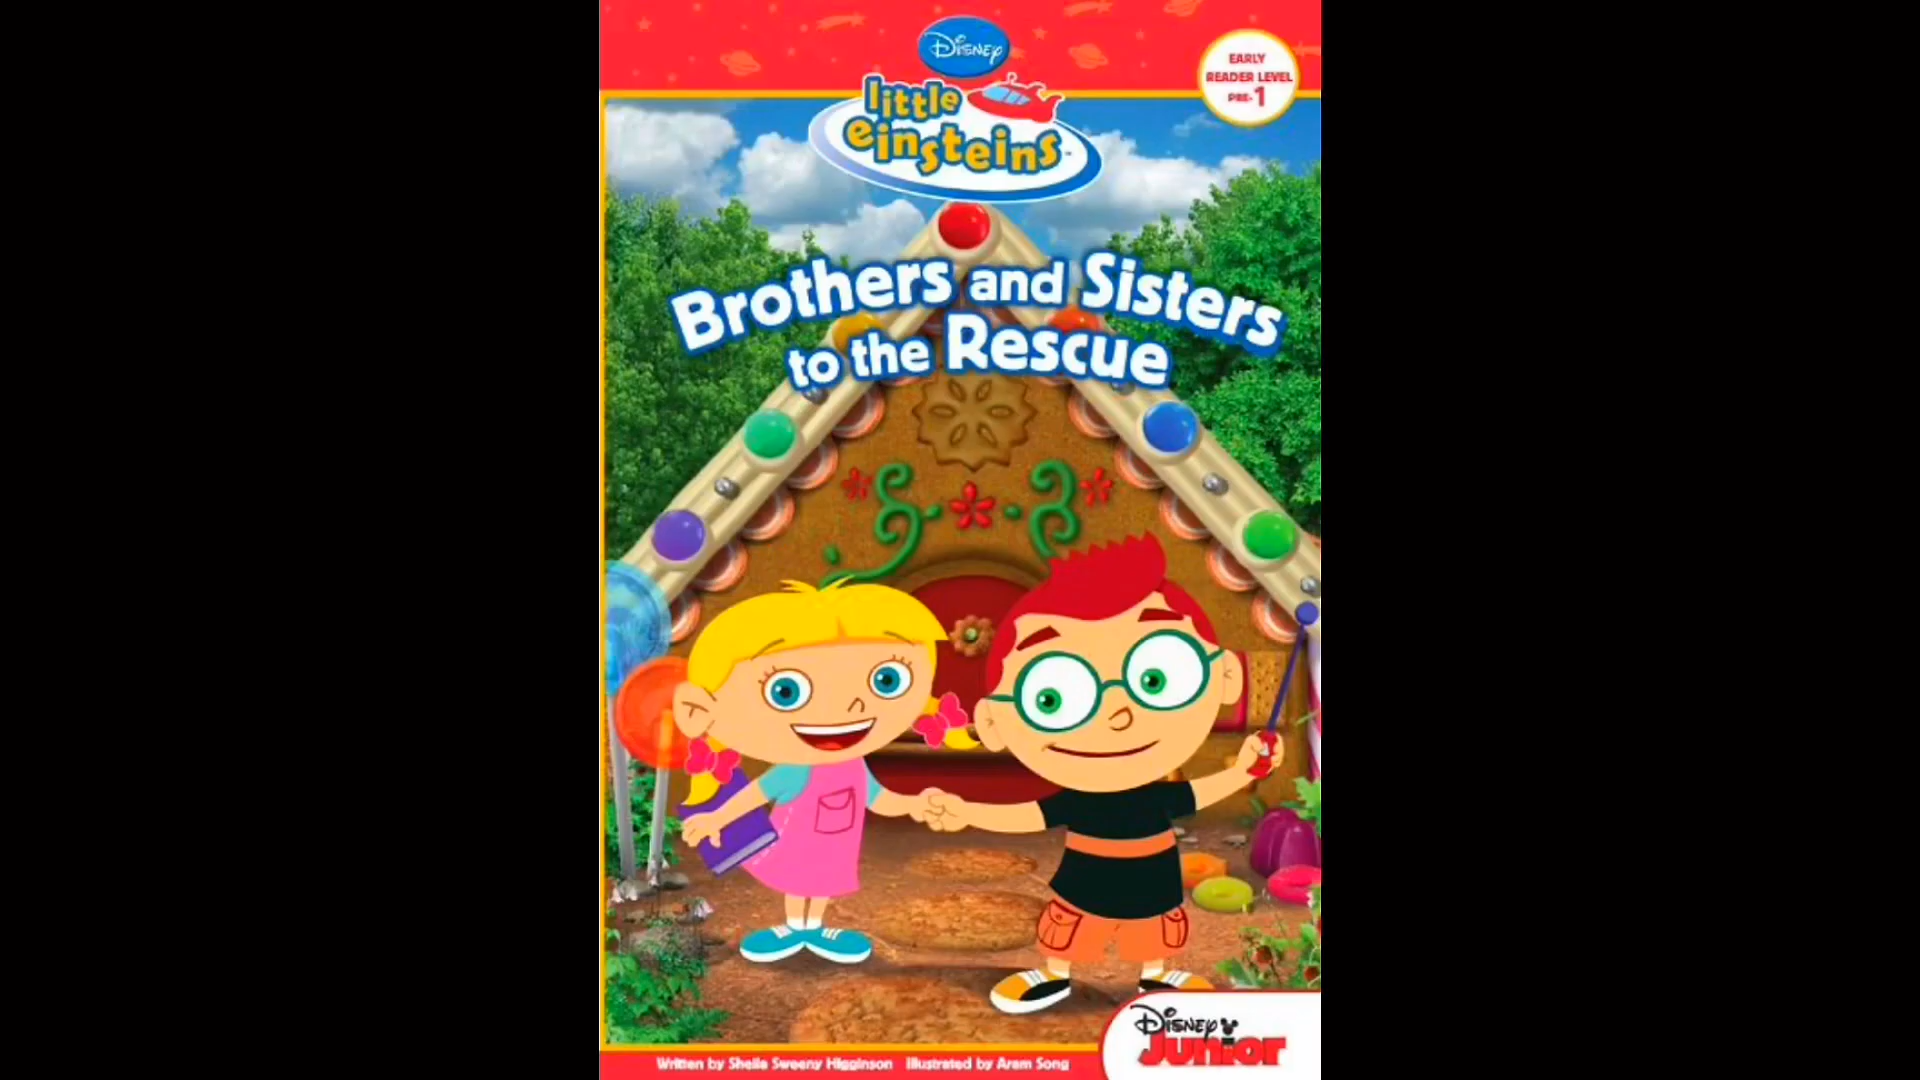 Disney
little
einsteins™
EARLY
READER LEVEL
PRE-1
Brothers and Sisters
to the Rescue
Disney
Junior
Written by Sheila Sweeny Higginson Illustrated by Aram Song